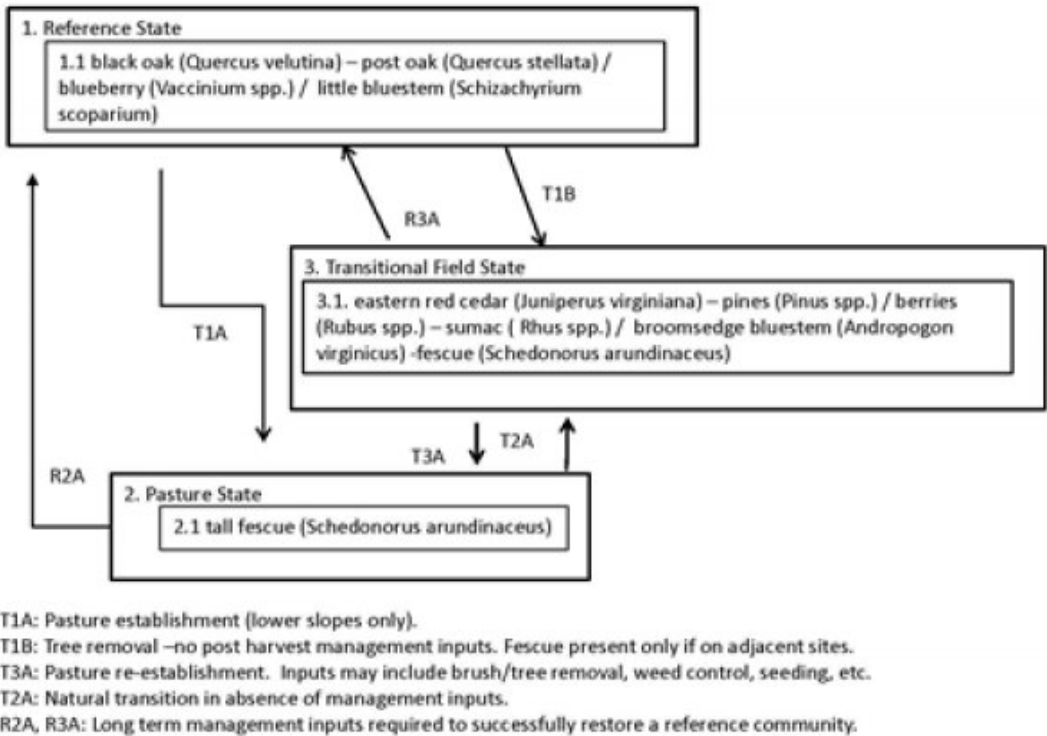 1. Reference State
1.1 black oak (Quercus velutina) – post oak (Quercus stellata) /
blueberry (Vaccinium spp.) / little bluestem (Schizachyrium
scoparium)
T1B
R3A
3. Transitional Field State
3.1. eastern red cedar (Juniperus virginiana) – pines (Pinus spp.) / berries
(Rubus spp.) – sumac ( Rhus spp.) / broomsedge bluestem (Andropogon
virginicus) -fescue (Schedonorus arundinaceus)
T1A
T2A
T3A
R2A
2. Pasture State
2.1 tall fescue (Schedonorus arundinaceus)
T1A: Pasture establishment (lower slopes only).
T1B: Tree removal –no post harvest management inputs. Fescue present only if on adjacent sites.
T3A: Pasture re-establishment. Inputs may include brush/tree removal, weed control, seeding, etc.
T2A: Natural transition in absence of management inputs.
R2A, R3A: Long term management inputs required to successfully restore a reference community.